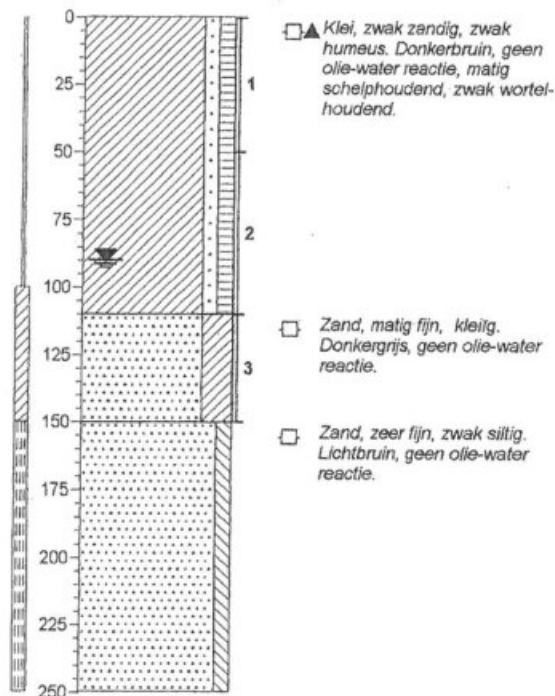 0
Klei, zwak zandig, zwak
humeus. Donkerbruin, geen
olie-water reactie, matig
schelphoudend, zwak wortel-
houdend.
25
1
50
75
2
100
Zand, matig fijn, kleiïg.
Donkergrijs, geen olie-water
reactie.
125
3
150
Zand, zeer fijn, zwak siltig.
Lichtbruin, geen olie-water
reactie.
175
200
225
250